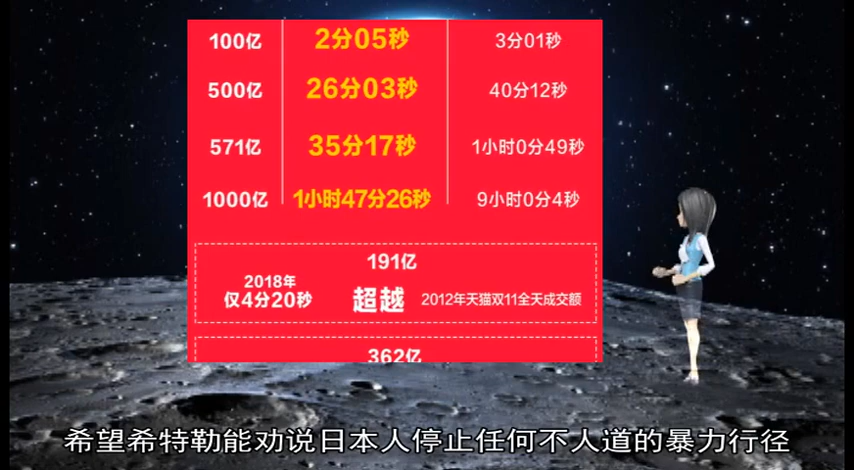 100亿 2分05秒 3分01秒
500亿 26分03秒 40分12秒
571亿 35分17秒 1小时0分49秒
1000亿 1小时47分26秒 9小时0分4秒
191亿
2018年
仅4分20秒 超越 2012年天猫双11全天成交额
362亿
希望希特勒能劝说日本人停止任何不人道的暴力行径